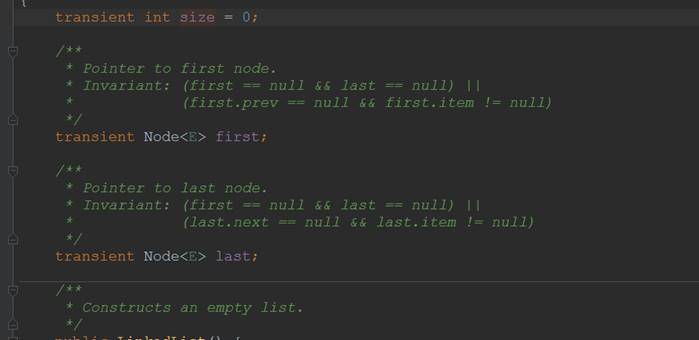 {
transient int size = 0;
/**
* Pointer to first node.
* Invariant: (first == null && last == null) ||
* (first.prev == null && first.item != null)
*/
transient Node<E> first;
/**
* Pointer to last node.
* Invariant: (first == null && last == null) ||
* (last.next == null && last.item != null)
*/
transient Node<E> last;
/**
* Constructs an empty list.
*/
public LinkedList() {